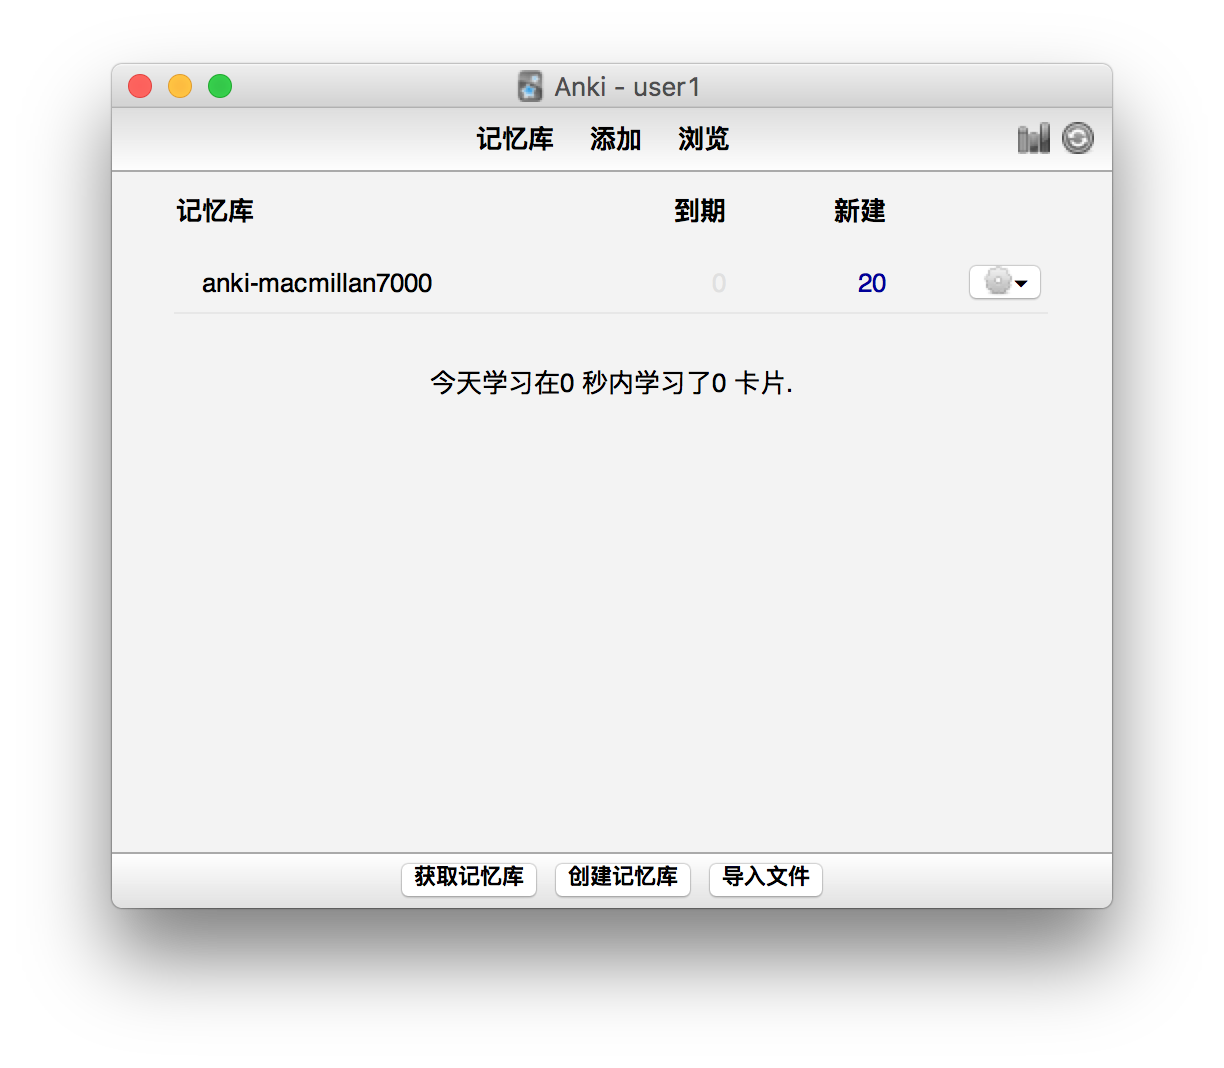 Anki - user1
记忆库 添加 浏览
记忆库 到期 新建
anki-macmillan7000 0 20
今天学习在0 秒内学习了0 卡片.
获取记忆库 创建记忆库 导入文件